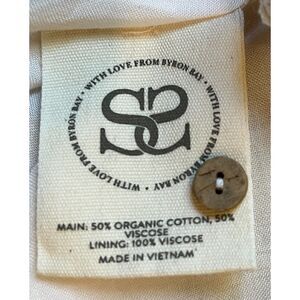 WITH LOVE FROM BYRON BAY • WITH LOVE FROM BYRON BAY • WITH LOVE FROM BYRON BAY •
SS
MAIN: 50% ORGANIC COTTON, 50%
VISCOSE
LINING: 100% VISCOSE
MADE IN VIETNAM